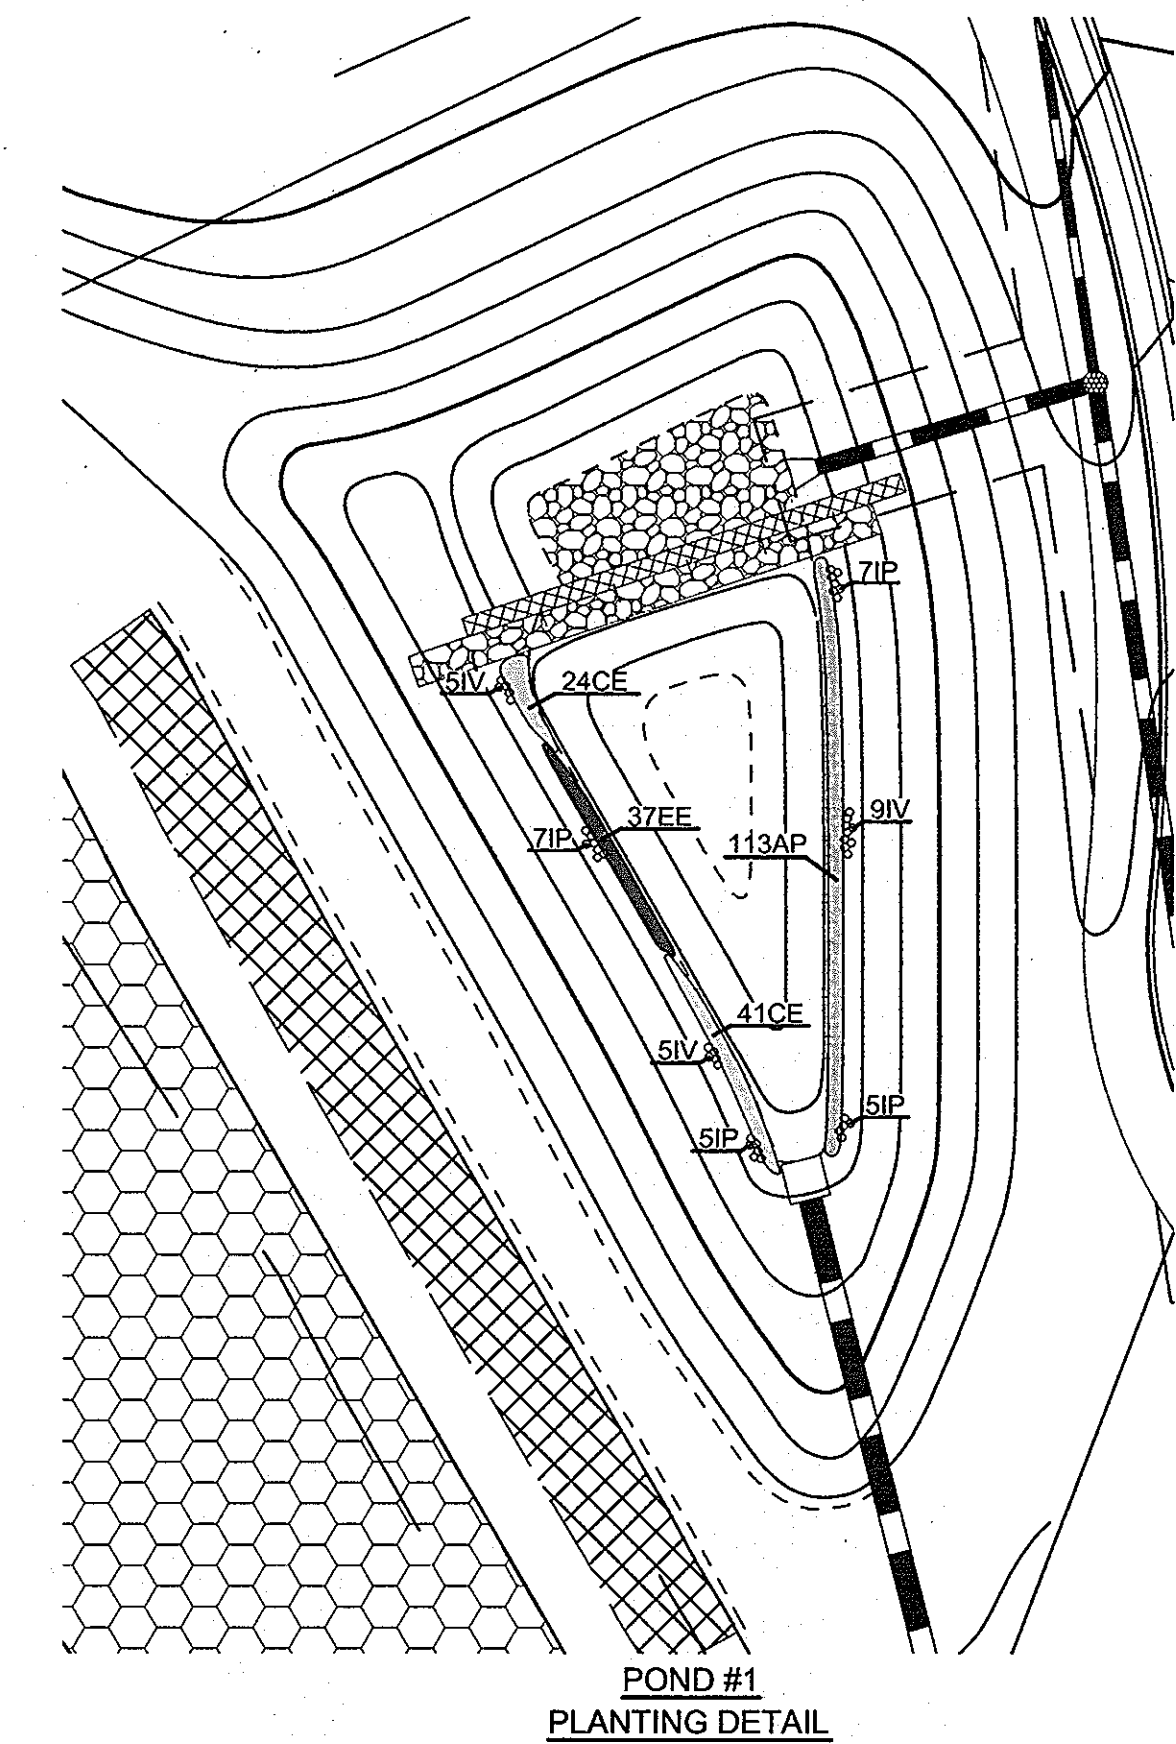 7IP
5IV
24CE
37EE
7IP
9IV
113AP
41CE
5IV
5IP
5IP
POND #1
PLANTING DETAIL